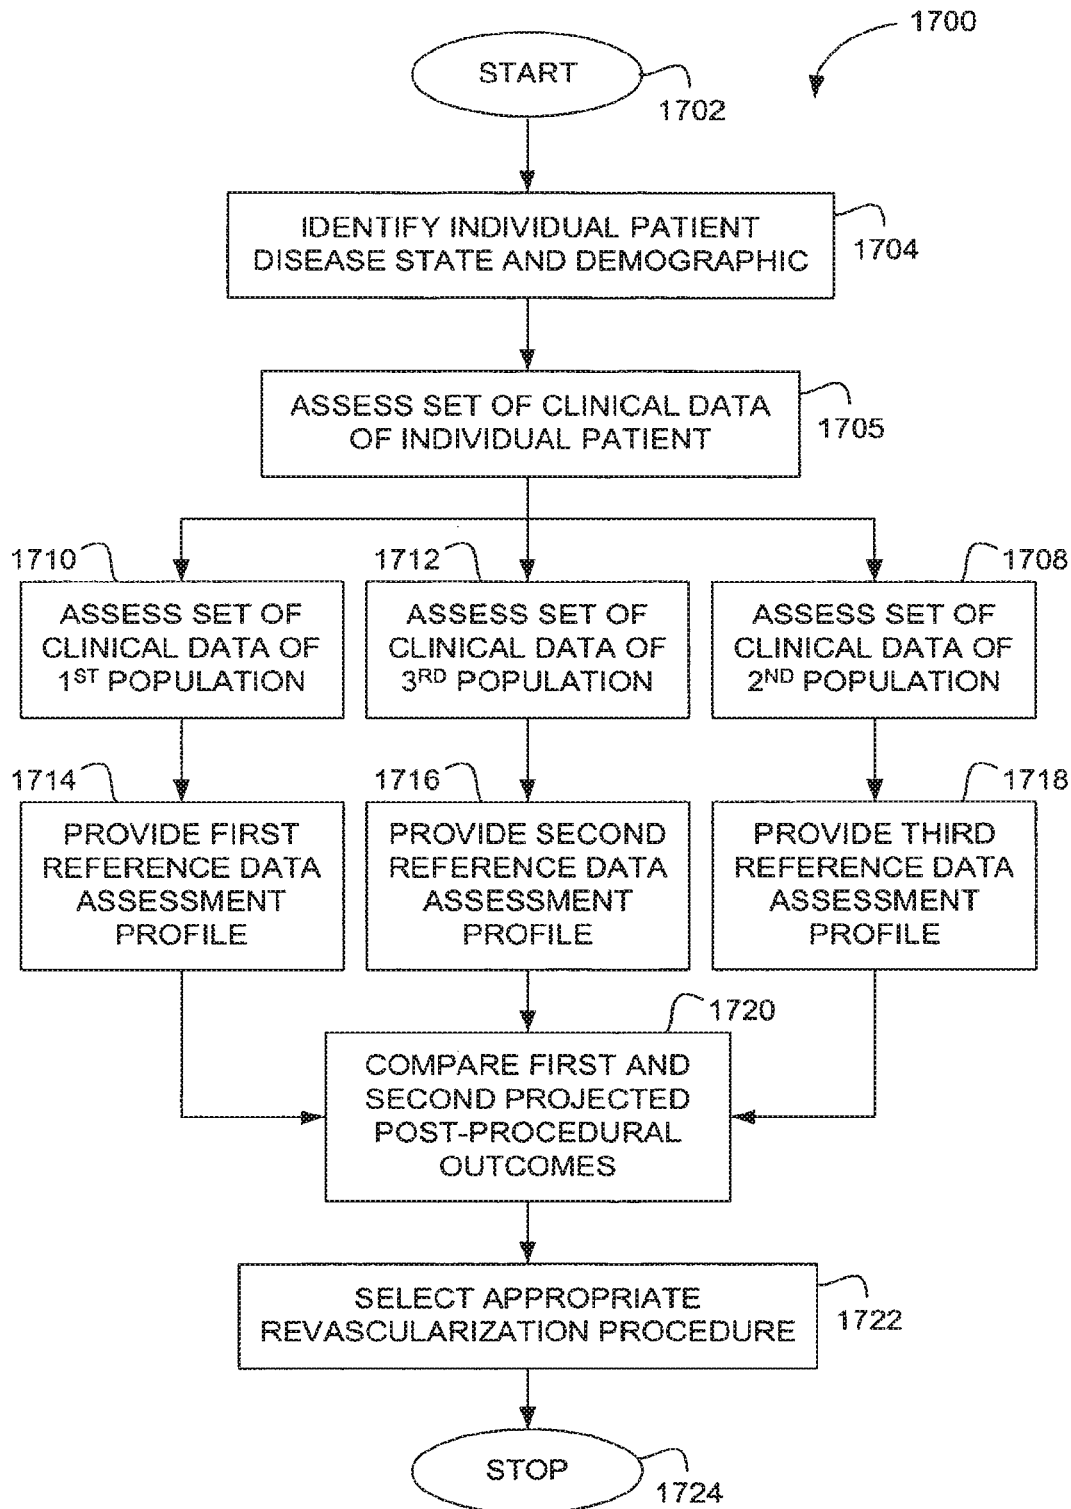 1700
START
1702
IDENTIFY INDIVIDUAL PATIENT
DISEASE STATE AND DEMOGRAPHIC
1704
ASSESS SET OF CLINICAL DATA
OF INDIVIDUAL PATIENT
1705
1710
ASSESS SET OF
CLINICAL DATA OF
1ST POPULATION
1712
ASSESS SET OF
CLINICAL DATA OF
3RD POPULATION
1708
ASSESS SET OF
CLINICAL DATA OF
2ND POPULATION
1714
PROVIDE FIRST
REFERENCE DATA
ASSESSMENT
PROFILE
1716
PROVIDE SECOND
REFERENCE DATA
ASSESSMENT
PROFILE
1718
PROVIDE THIRD
REFERENCE DATA
ASSESSMENT
PROFILE
1720
COMPARE FIRST AND
SECOND PROJECTED
POST-PROCEDURAL
OUTCOMES
SELECT APPROPRIATE
REVASCULARIZATION PROCEDURE
1722
STOP
1724